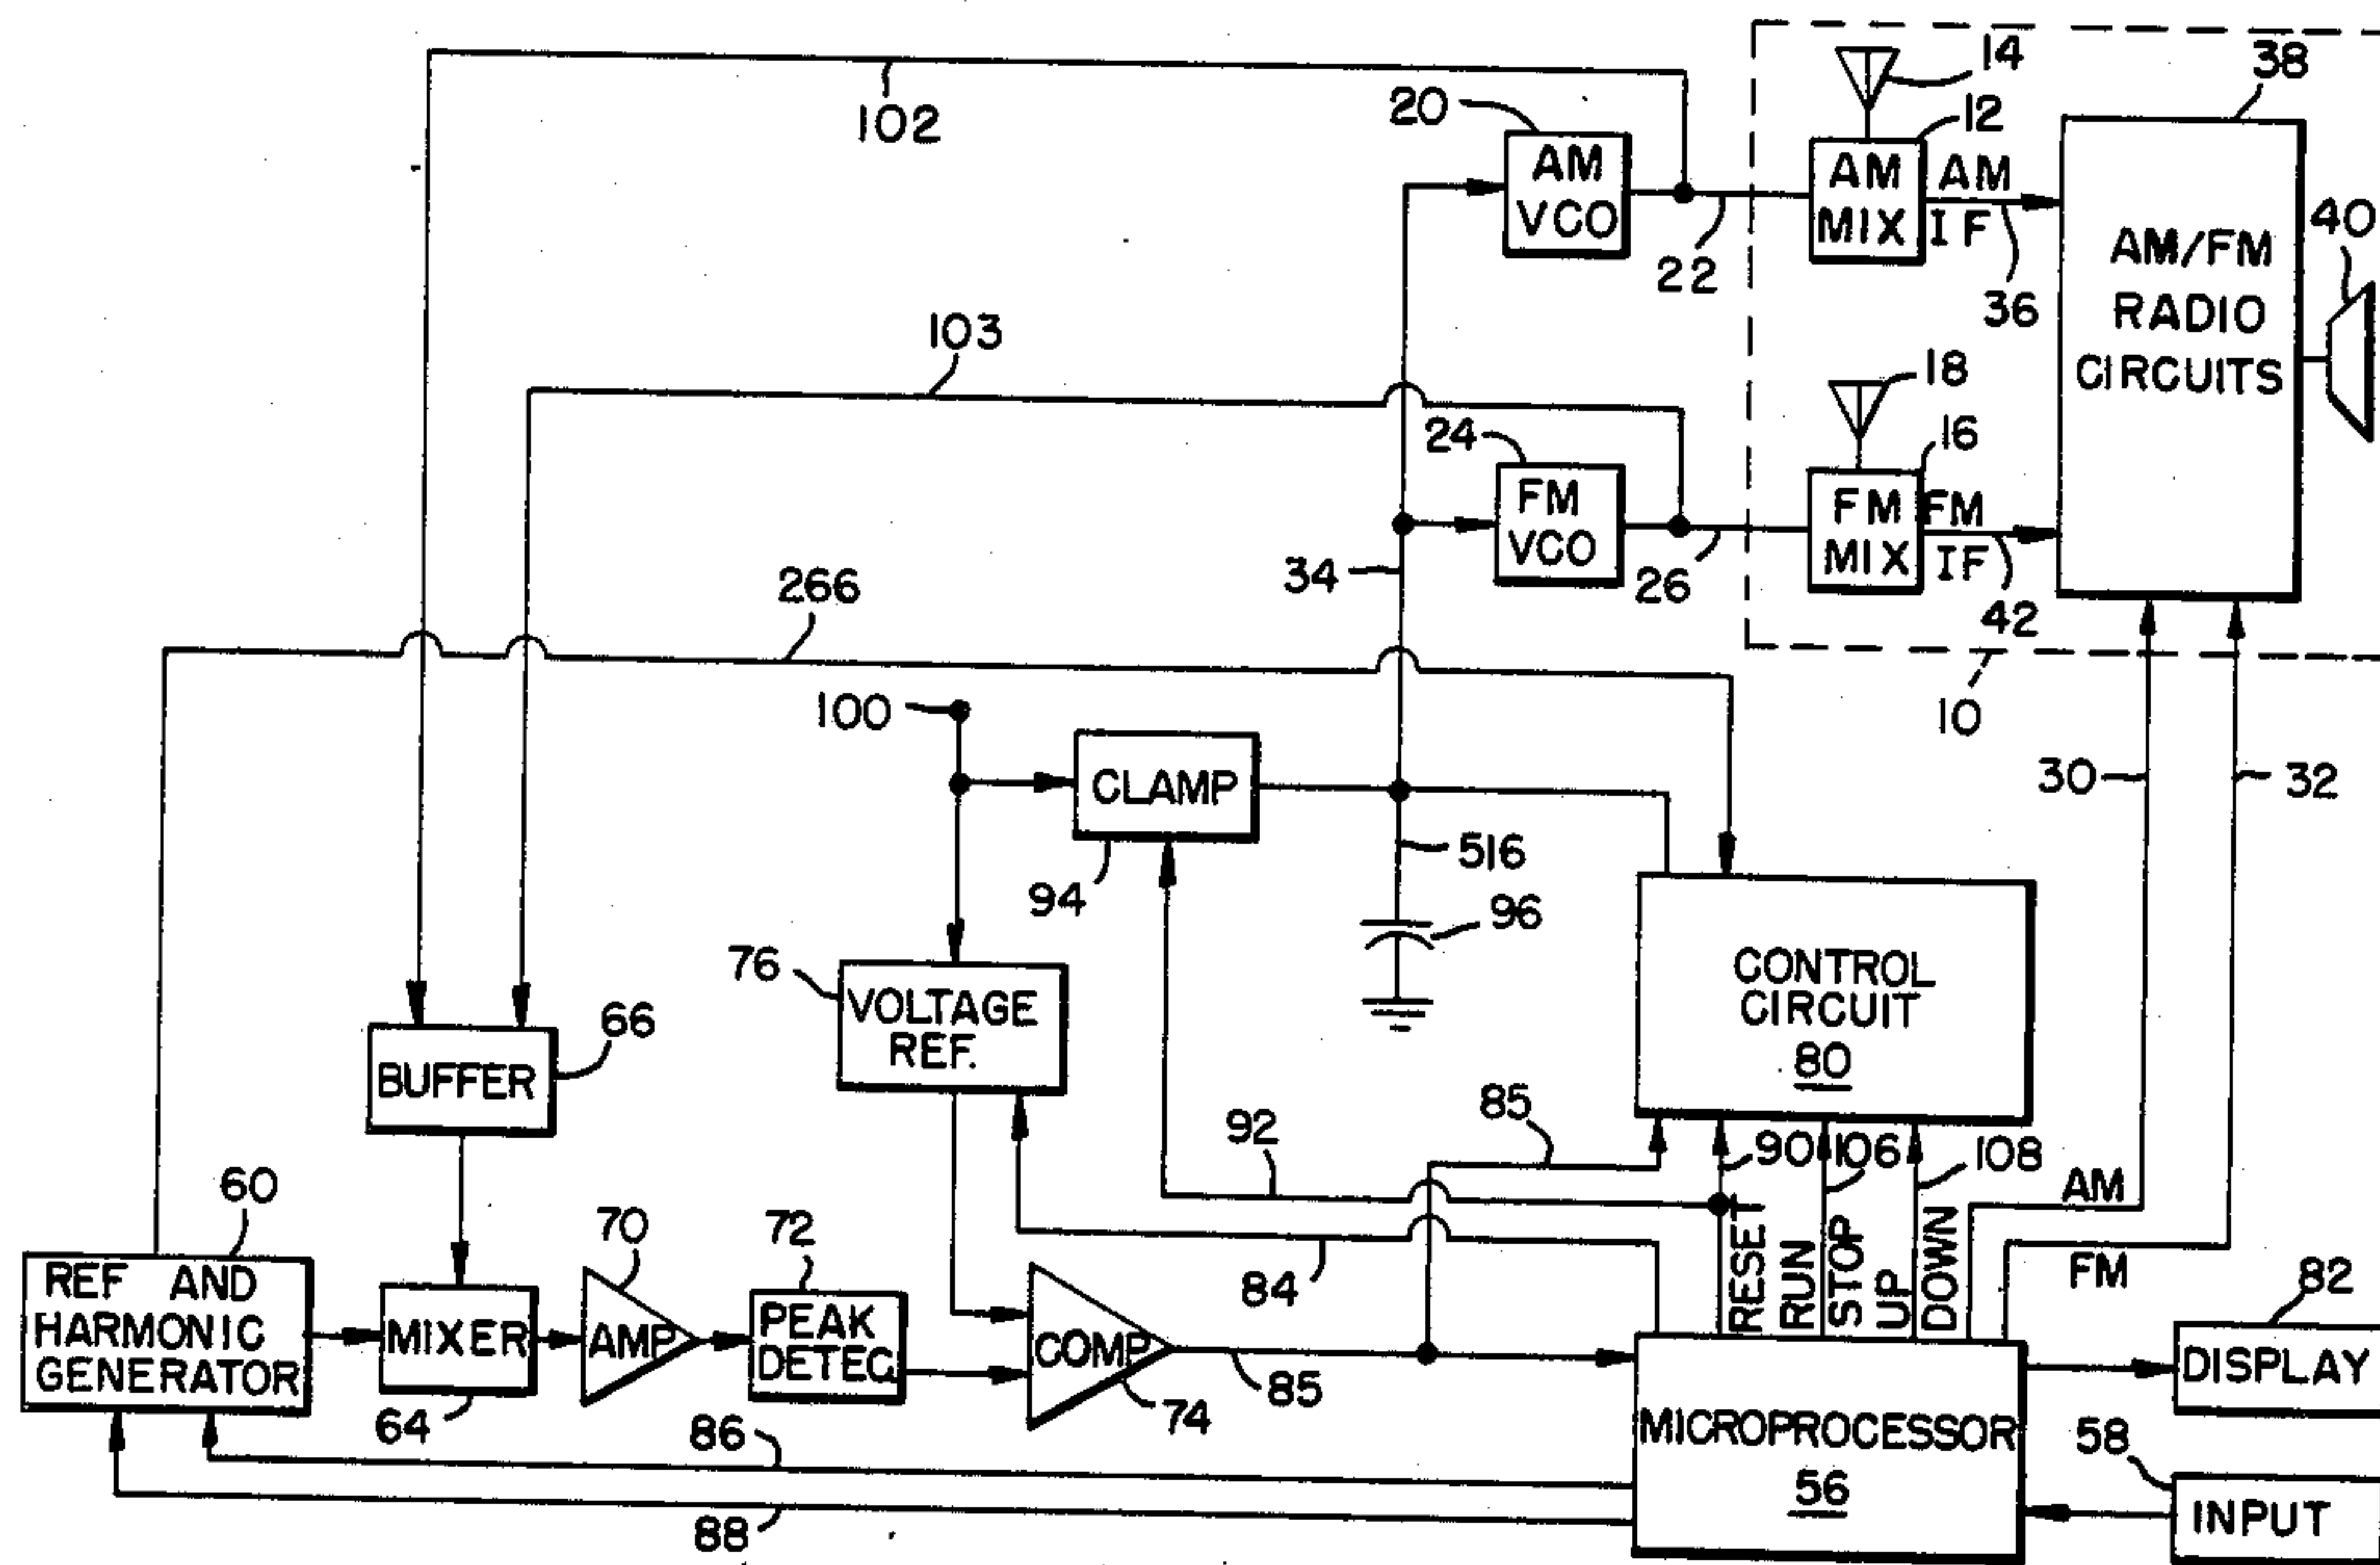 14
38
102
20
12
AM
VCO
AM
MIX
AM
IF
40
22
36
AM/FM
RADIO
CIRCUITS
103
18
24
16
FM
VCO
FM
MIX
FM
IF
34
26
42
266
100
10
CLAMP
30
32
94
516
96
76
VOLTAGE
REF.
CONTROL
CIRCUIT
80
66
BUFFER
85
92
90
106
108
60
70
72
84
RESET
RUN
STOP
UP
DOWN
AM
FM
82
REF AND
HARMONIC
GENERATOR
MIXER
AMP
PEAK
DETEC
COMP
85
64
74
DISPLAY
MICROPROCESSOR
56
58
INPUT
86
88